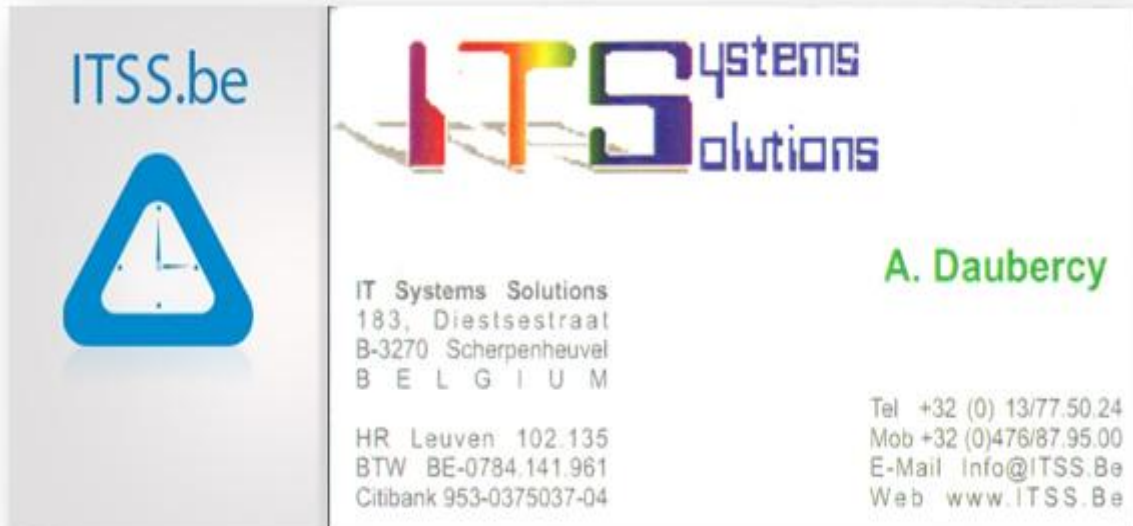 ITSS.be
ITSystems
Solutions
A. Daubercy
IT Systems Solutions
183, Diestsestraat
B-3270 Scherpenheuvel
BELGIUM
HR Leuven 102.135
BTW BE-0784.141.961
Citibank 953-0375037-04
Tel +32 (0) 13/77.50.24
Mob +32 (0)476/87.95.00
E-Mail Info@ITSS.Be
Web www.ITSS.Be